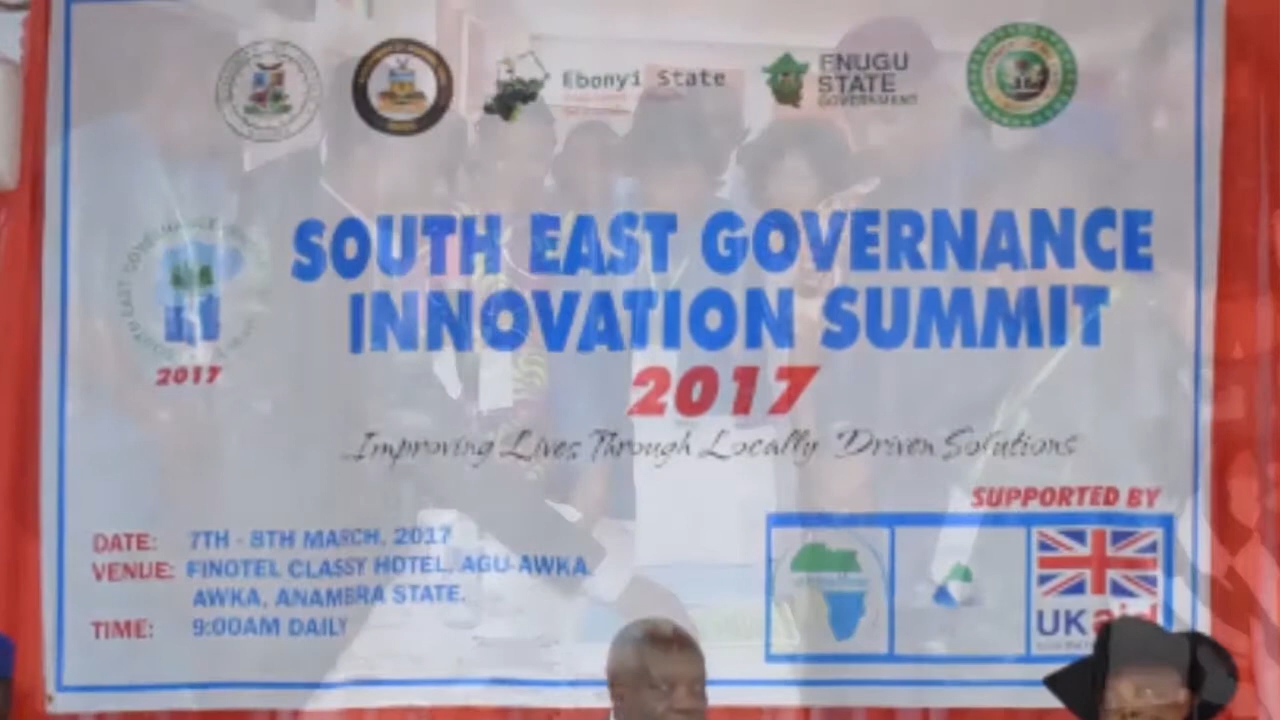 Ebonyi State
ENUGU
STATE
GOVERNMENT
SOUTH EAST GOVERNANCE
INNOVATION SUMMIT
2017
2017
Improving Lives Through Locally Driven Solutions
SUPPORTED BY
DATE: 7TH - 8TH MARCH, 2017
VENUE: FINOTEL CLASSY HOTEL, AGU-AWKA
AWKA, ANAMBRA STATE.
TIME: 9:00AM DAILY
UKaid